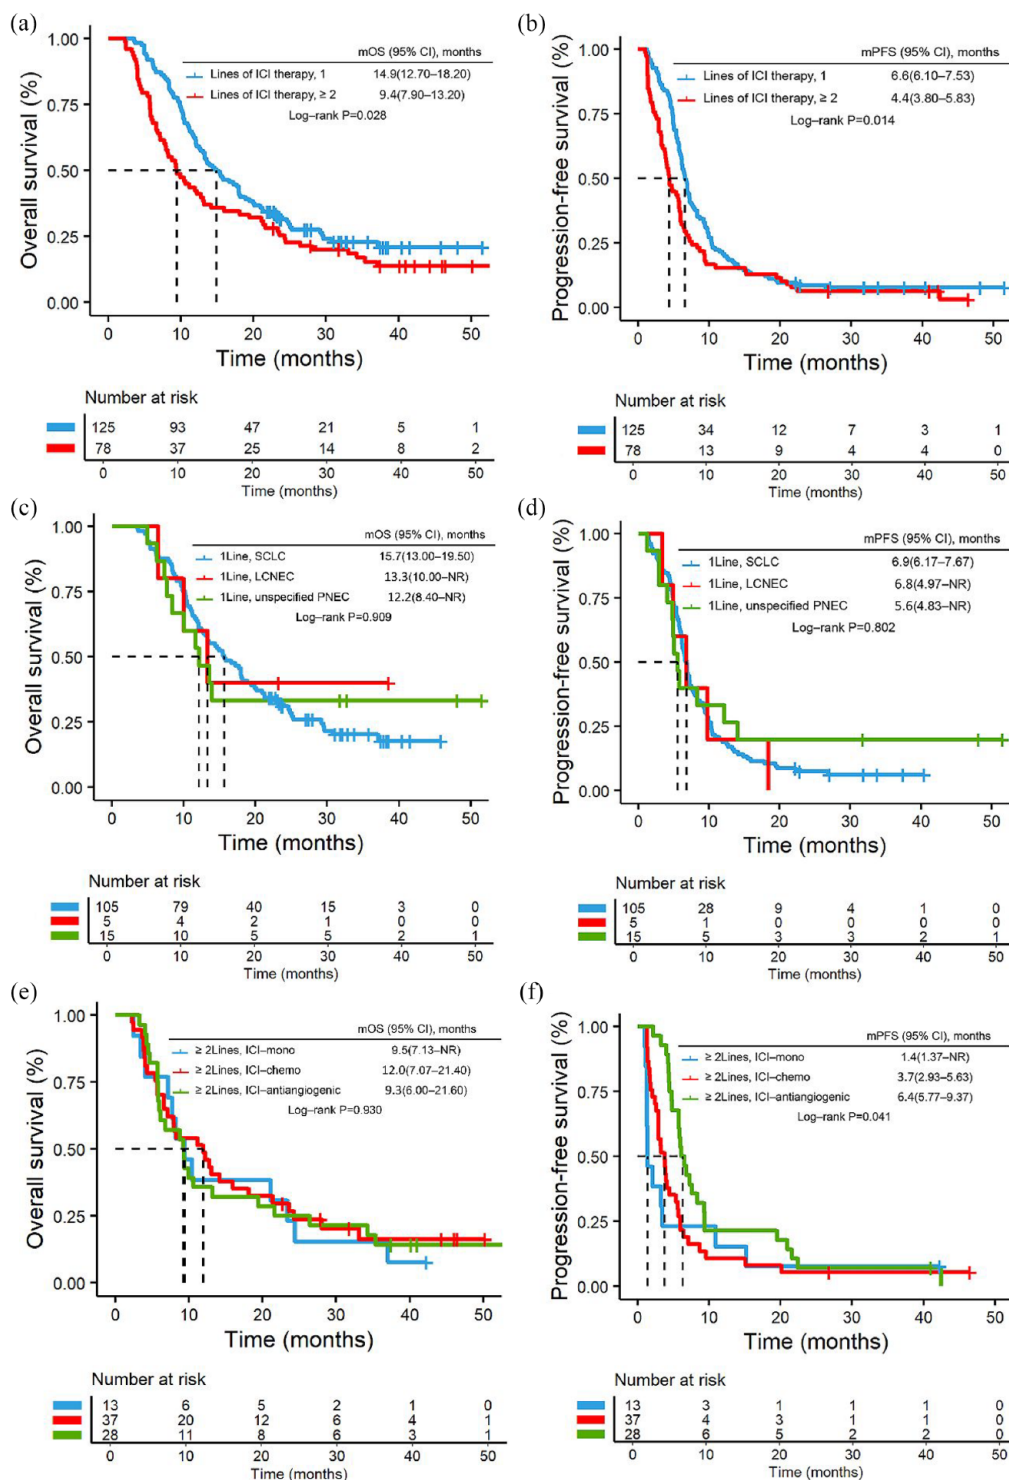 (a)
mOS (95% CI), months
Lines of ICI therapy, 1 14.9(12.70–18.20)
Lines of ICI therapy, ≥ 2 9.4(7.90–13.20)
Log–rank P=0.028
Overall survival (%)
1.00
0.75
0.50
0.25
0.00
0 10 20 30 40 50
Time (months)
Number at risk
125 93 47 21 5 1
78 37 25 14 8 2
0 10 20 30 40 50
Time (months)
(b)
mPFS (95% CI), months
Lines of ICI therapy, 1 6.6(6.10–7.53)
Lines of ICI therapy, ≥ 2 4.4(3.80–5.83)
Log–rank P=0.014
Progression-free survival (%)
1.00
0.75
0.50
0.25
0.00
0 10 20 30 40 50
Time (months)
Number at risk
125 34 12 7 3 1
78 13 9 4 4 0
0 10 20 30 40 50
Time (months)
(c)
mOS (95% CI), months
1Line, SCLC 15.7(13.00–19.50)
1Line, LCNEC 13.3(10.00–NR)
1Line, unspecified PNEC 12.2(8.40–NR)
Log–rank P=0.909
Overall survival (%)
1.00
0.75
0.50
0.25
0.00
0 10 20 30 40 50
Time (months)
Number at risk
105 79 40 15 3 0
5 4 2 1 0 0
15 10 5 5 2 1
0 10 20 30 40 50
Time (months)
(d)
mPFS (95% CI), months
1Line, SCLC 6.9(6.17–7.67)
1Line, LCNEC 6.8(4.97–NR)
1Line, unspecified PNEC 5.6(4.83–NR)
Log–rank P=0.802
Progression-free survival (%)
1.00
0.75
0.50
0.25
0.00
0 10 20 30 40 50
Time (months)
Number at risk
105 28 9 4 1 0
5 1 0 0 0 0
15 5 3 3 2 1
0 10 20 30 40 50
Time (months)
(e)
mOS (95% CI), months
≥ 2Lines, ICI–mono 9.5(7.13–NR)
≥ 2Lines, ICI–chemo 12.0(7.07–21.40)
≥ 2Lines, ICI–antiangiogenic 9.3(6.00–21.60)
Log–rank P=0.930
Overall survival (%)
1.00
0.75
0.50
0.25
0.00
0 10 20 30 40 50
Time (months)
Number at risk
13 6 5 2 1 0
37 20 12 6 4 1
28 11 8 6 3 1
0 10 20 30 40 50
Time (months)
(f)
mPFS (95% CI), months
≥ 2Lines, ICI–mono 1.4(1.37–NR)
≥ 2Lines, ICI–chemo 3.7(2.93–5.63)
≥ 2Lines, ICI–antiangiogenic 6.4(5.77–9.37)
Log–rank P=0.041
Progression-free survival (%)
1.00
0.75
0.50
0.25
0.00
0 10 20 30 40 50
Time (months)
Number at risk
13 3 1 1 1 0
37 4 3 1 1 0
28 6 5 2 2 0
0 10 20 30 40 50
Time (months)